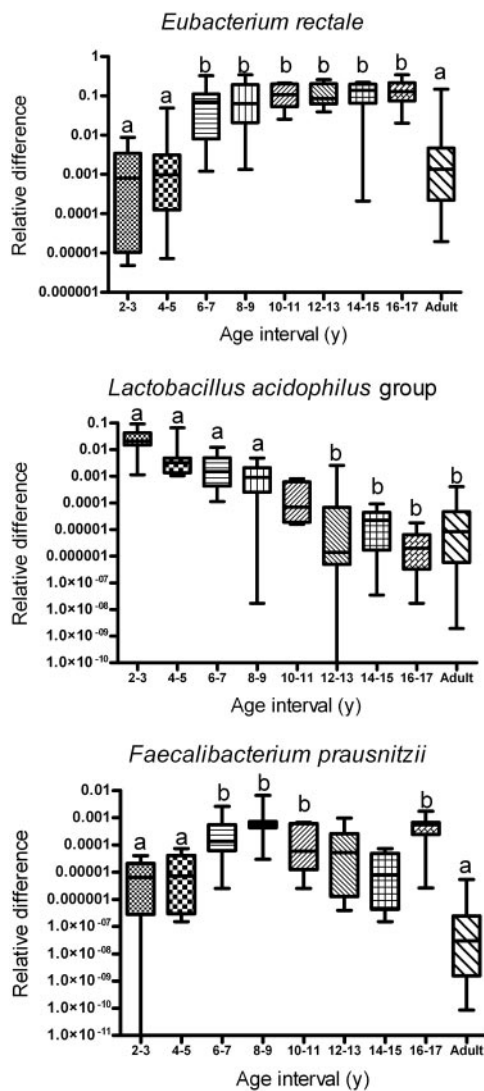 Eubacterium rectale
Relative difference
1
0.1
0.01
0.001
0.0001
0.00001
0.000001
a a b b b b b b a
2-3 4-5 6-7 8-9 10-11 12-13 14-15 16-17 Adult
Age interval (y)
Lactobacillus acidophilus group
Relative difference
0.1
0.01
0.001
0.0001
0.00001
0.000001
1.0×10-07
1.0×10-08
1.0×10-09
1.0×10-10
a a a a b b b b
2-3 4-5 6-7 8-9 10-11 12-13 14-15 16-17 Adult
Age interval (y)
Faecalibacterium prausnitzii
Relative difference
0.01
0.001
0.0001
0.00001
0.000001
1.0×10-07
1.0×10-08
1.0×10-09
1.0×10-10
1.0×10-11
a a b b b b a
2-3 4-5 6-7 8-9 10-11 12-13 14-15 16-17 Adult
Age interval (y)